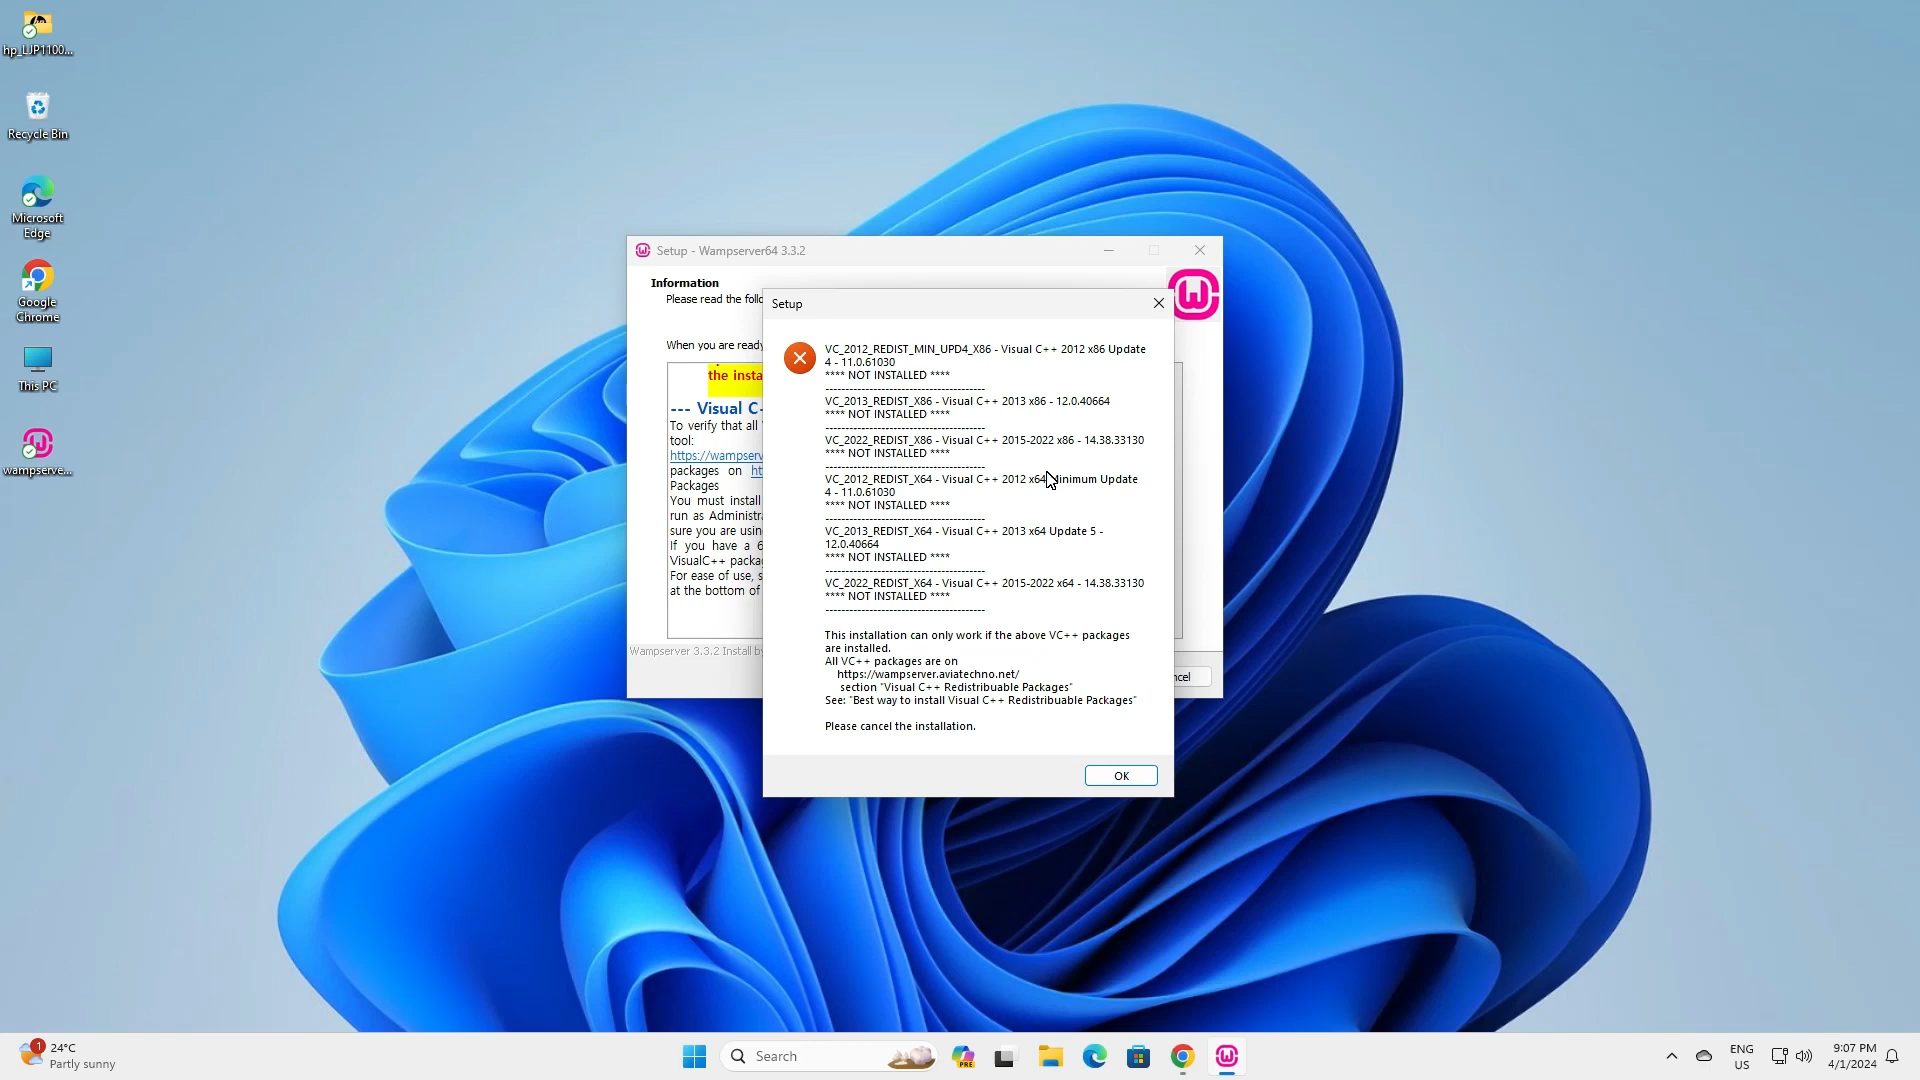 hp_LJP1100...
Recycle Bin
Microsoft
Edge
Google
Chrome
This PC
wampserve...
Setup - Wampserver64 3.3.2
Information
Please read the follo
When you are ready
the insta
--- Visual C
To verify that all
tool:
https://wampserv
packages on ht
Packages
You must install
run as Administra
sure you are usin
If you have a 6
VisualC++ packa
For ease of use, s
at the bottom of
Wampserver 3.3.2 Install by
ncel
Setup
VC_2012_REDIST_MIN_UPD4_X86 - Visual C++ 2012 x86 Update
4 - 11.0.61030
**** NOT INSTALLED ****
----------------------------------------
VC_2013_REDIST_X86 - Visual C++ 2013 x86 - 12.0.40664
**** NOT INSTALLED ****
----------------------------------------
VC_2022_REDIST_X86 - Visual C++ 2015-2022 x86 - 14.38.33130
**** NOT INSTALLED ****
----------------------------------------
VC_2012_REDIST_X64 - Visual C++ 2012 x64 Minimum Update
4 - 11.0.61030
**** NOT INSTALLED ****
----------------------------------------
VC_2013_REDIST_X64 - Visual C++ 2013 x64 Update 5 -
12.0.40664
**** NOT INSTALLED ****
----------------------------------------
VC_2022_REDIST_X64 - Visual C++ 2015-2022 x64 - 14.38.33130
**** NOT INSTALLED ****
----------------------------------------
This installation can only work if the above VC++ packages
are installed.
All VC++ packages are on
https://wampserver.aviatechno.net/
section "Visual C++ Redistribuable Packages"
See: "Best way to install Visual C++ Redistribuable Packages"
Please cancel the installation.
OK
1
24°C
Partly sunny
Search
PRE
ENG
US
9:07 PM
4/1/2024